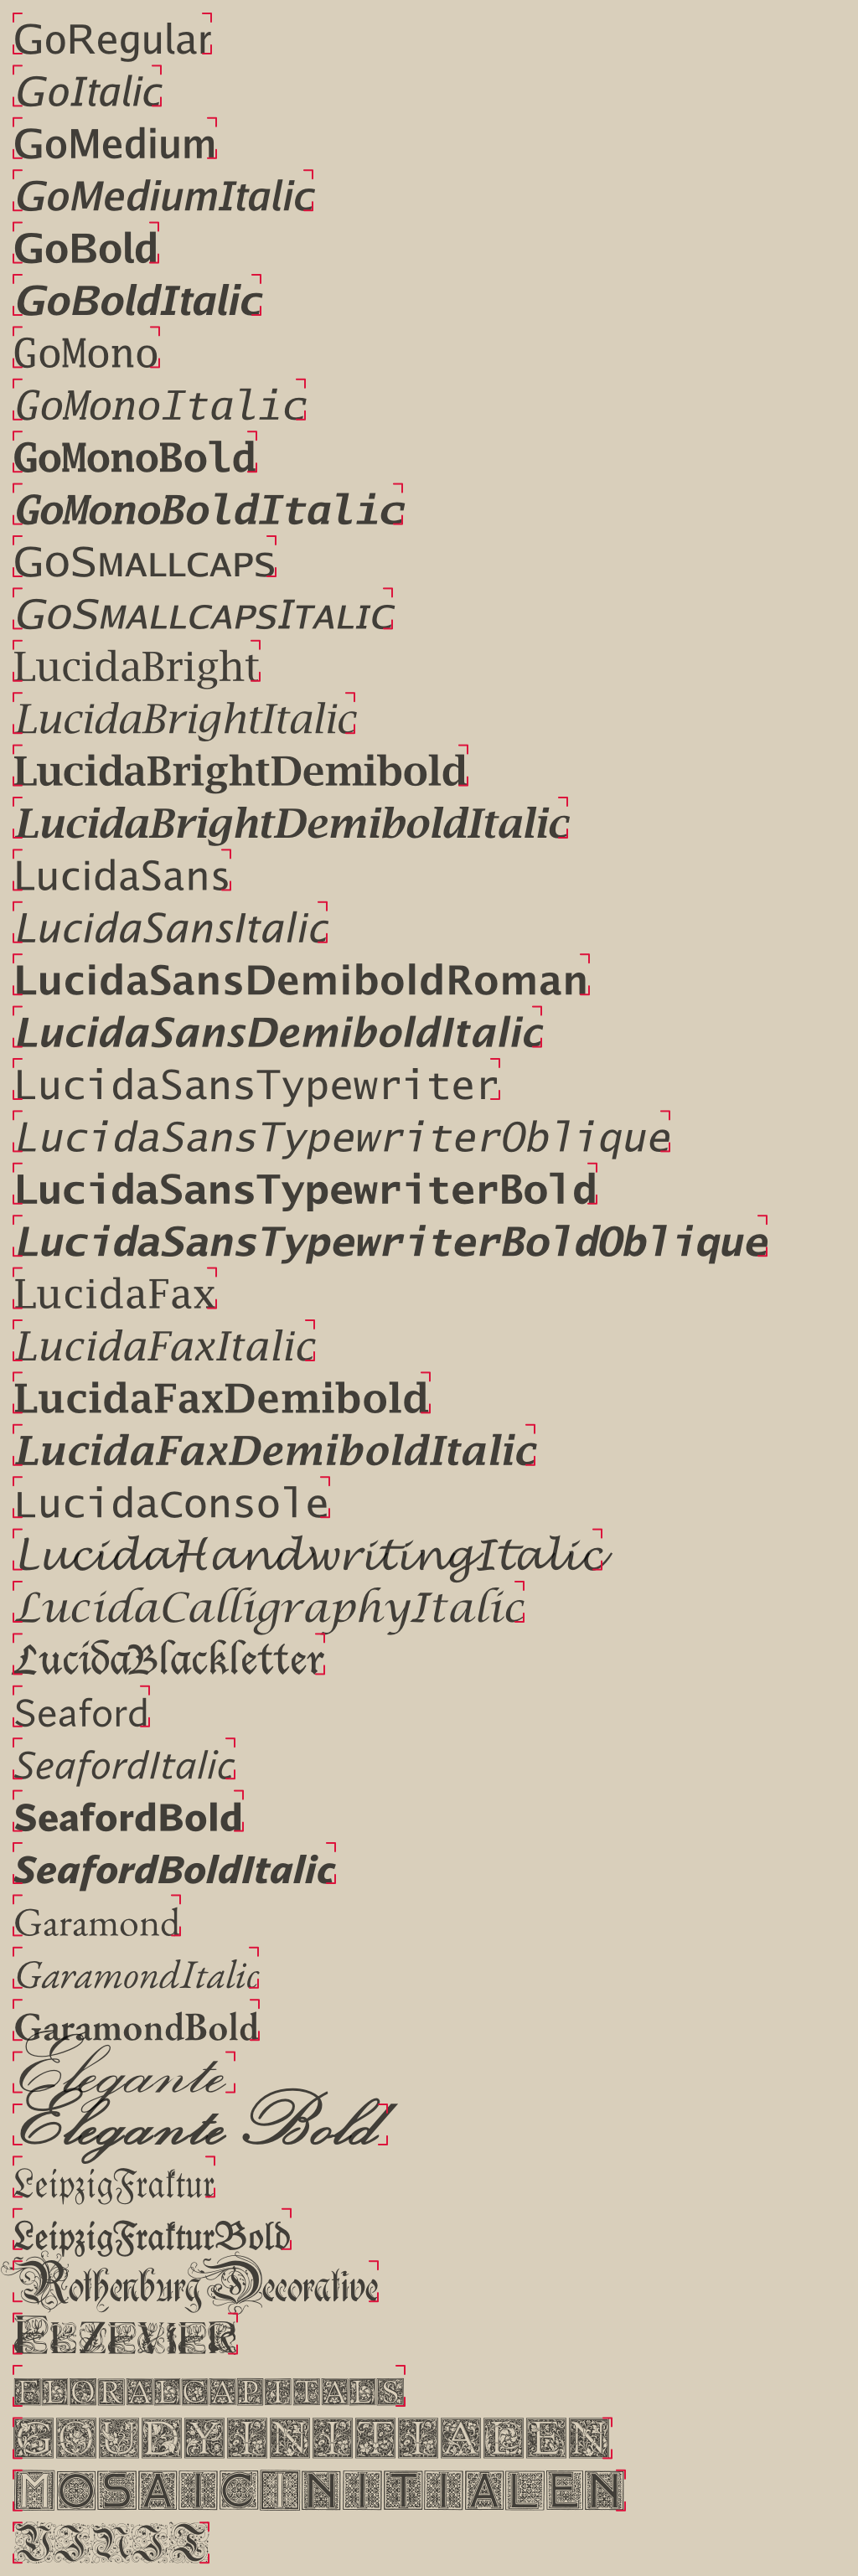 GoRegular
GoItalic
GoMedium
GoMediumItalic
GoBold
GoBoldItalic
GoMono
GoMonoItalic
GoMonoBold
GoMonoBoldItalic
GoSmallcaps
GoSmallcapsItalic
LucidaBright
LucidaBrightItalic
LucidaBrightDemibold
LucidaBrightDemiboldItalic
LucidaSans
LucidaSansItalic
LucidaSansDemiboldRoman
LucidaSansDemiboldItalic
LucidaSansTypewriter
LucidaSansTypewriterOblique
LucidaSansTypewriterBold
LucidaSansTypewriterBoldOblique
LucidaFax
LucidaFaxItalic
LucidaFaxDemibold
LucidaFaxDemiboldItalic
LucidaConsole
LucidaHandwritingItalic
LucidaCalligraphyItalic
LucidaBlackletter
Seaford
SeafordItalic
SeafordBold
SeafordBoldItalic
Garamond
GaramondItalic
GaramondBold
Elegante
Elegante Bold
LeipzigFraktur
LeipzigFrakturBold
RothenburgDecorative
ELZEVIER
FLORALCAPITALS
GOUDYINITIALEN
MOSAICINITIALEN
YINIT